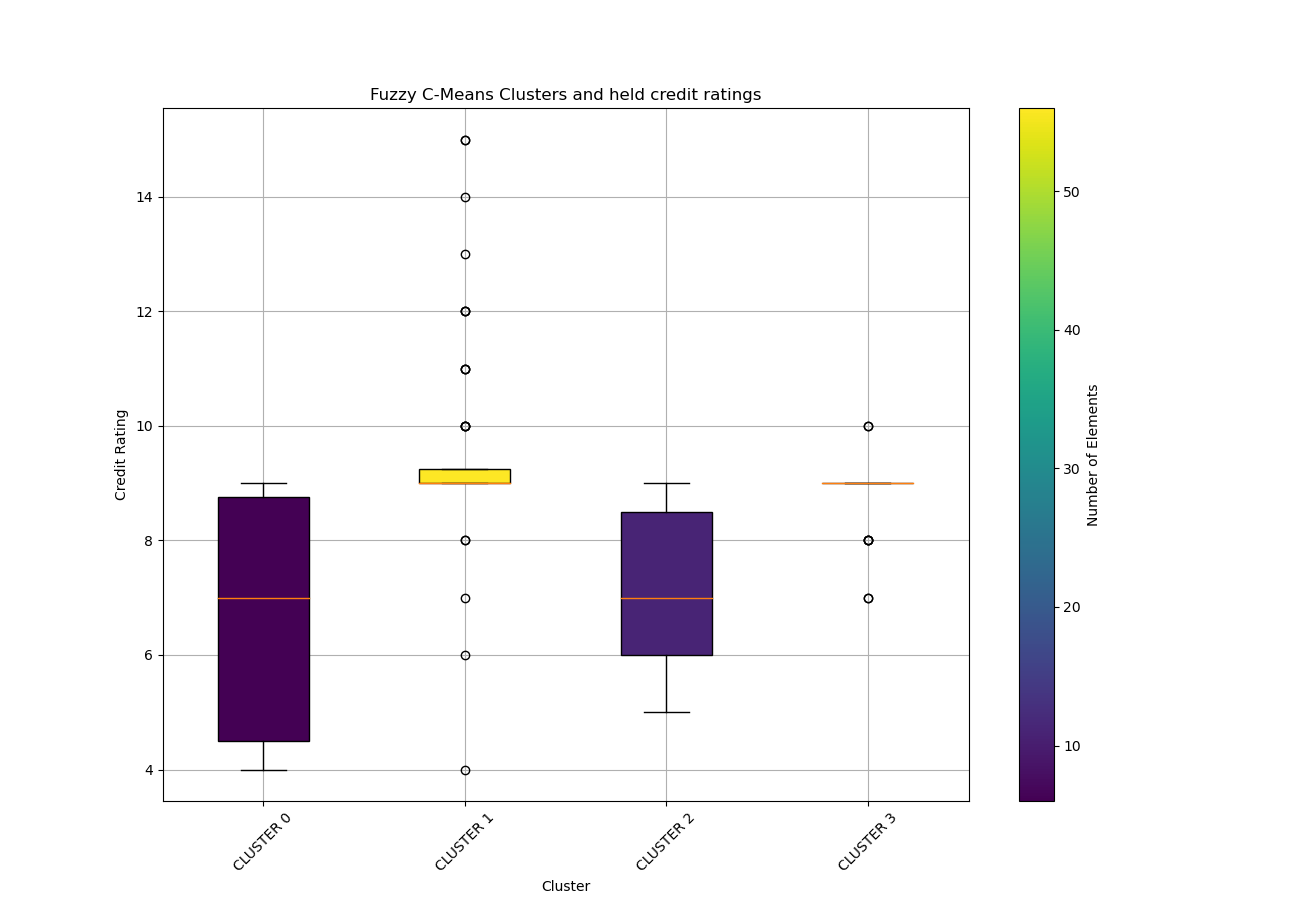 Fuzzy C-Means Clusters and held credit ratings
14
12
10
8
6
4
Credit Rating
CLUSTER 0
CLUSTER 1
CLUSTER 2
CLUSTER 3
Cluster
50
40
30
20
10
Number of Elements